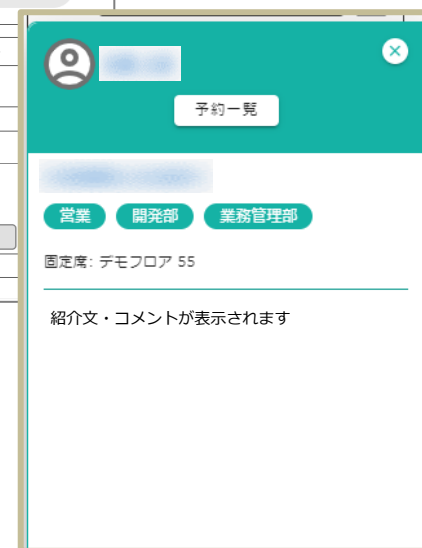 予約一覧
営業 開発部 業務管理部
固定席: デモフロア 55
紹介文・コメントが表示されます